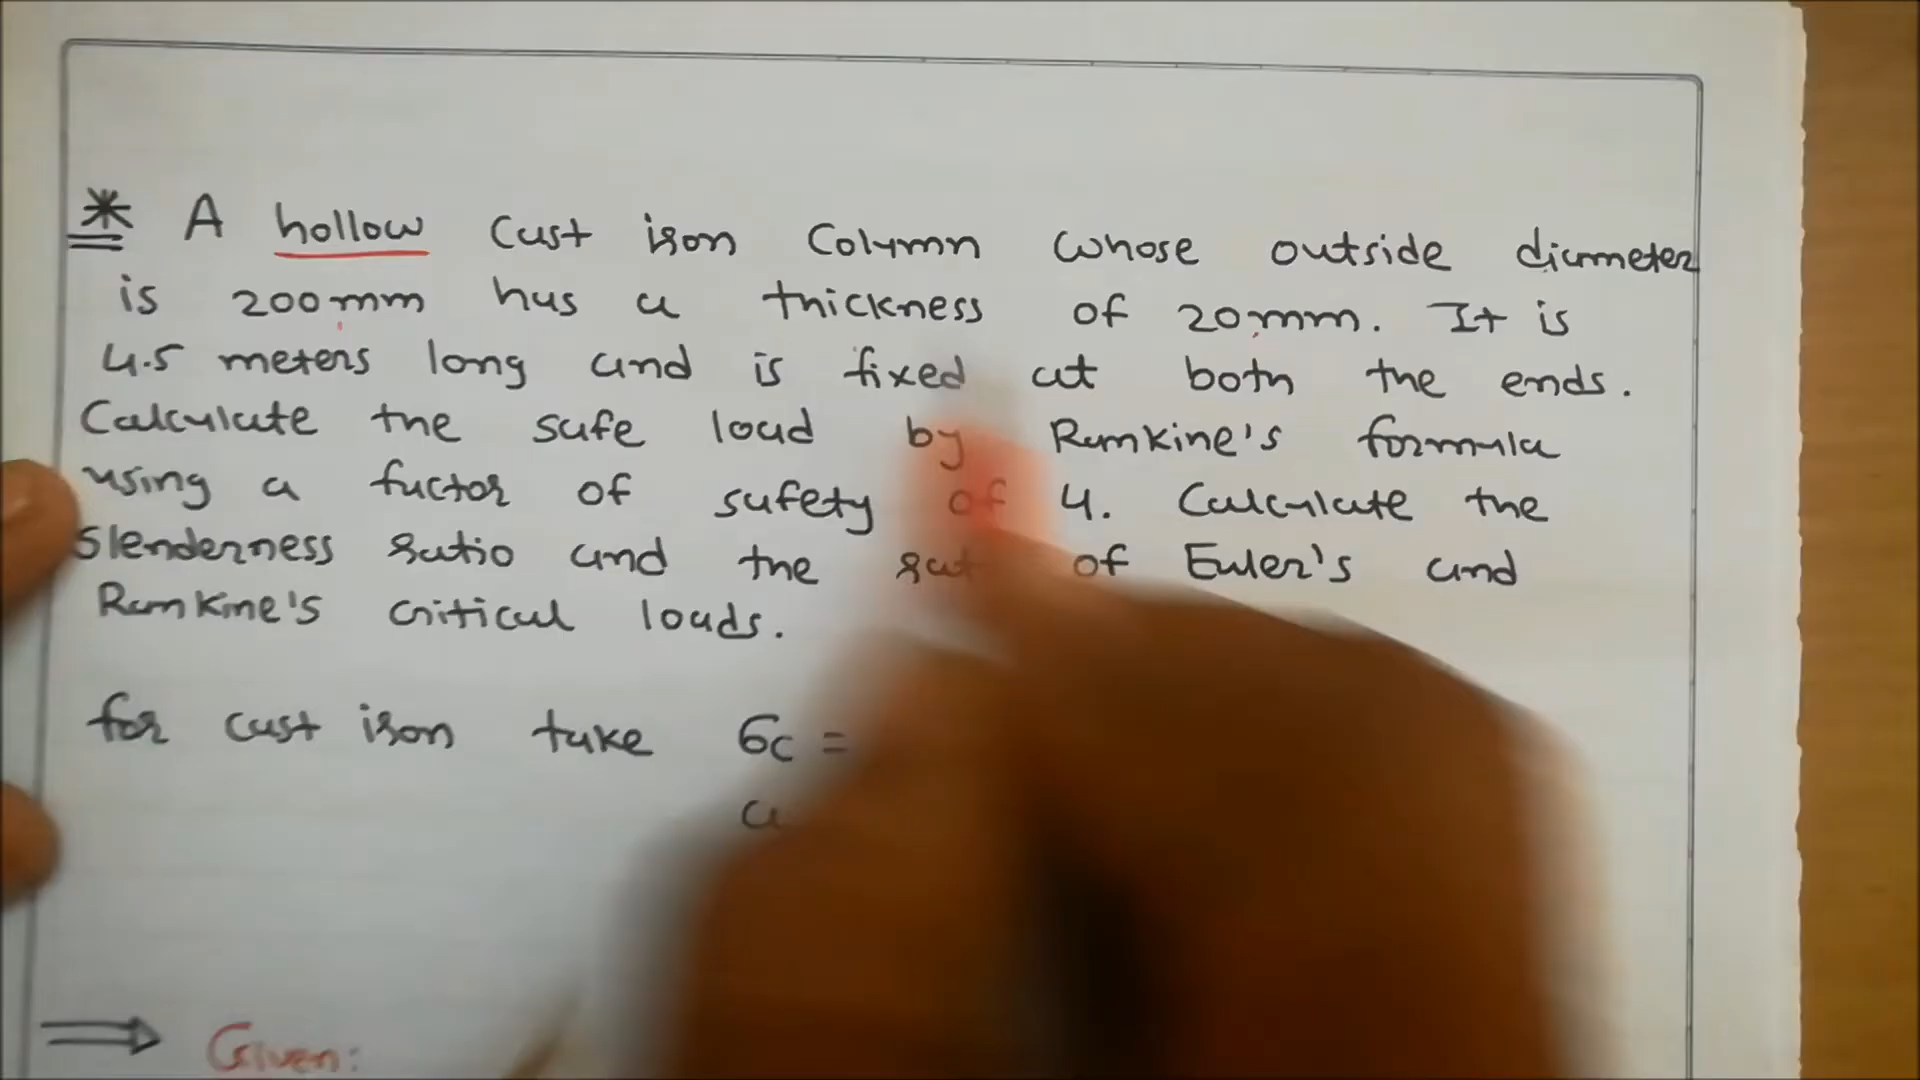 * A hollow cast iron column whose outside diameter
is 200mm has a thickness of 20mm. It is
4.5 meters long and is fixed at both the ends.
Calculate the safe load by Rankine's formula
using a factor of safety of 4. Calculate the
slenderness ratio and the of Euler's and
Rankine's critical loads.
for cast iron take σc =
a
⇒ Given: